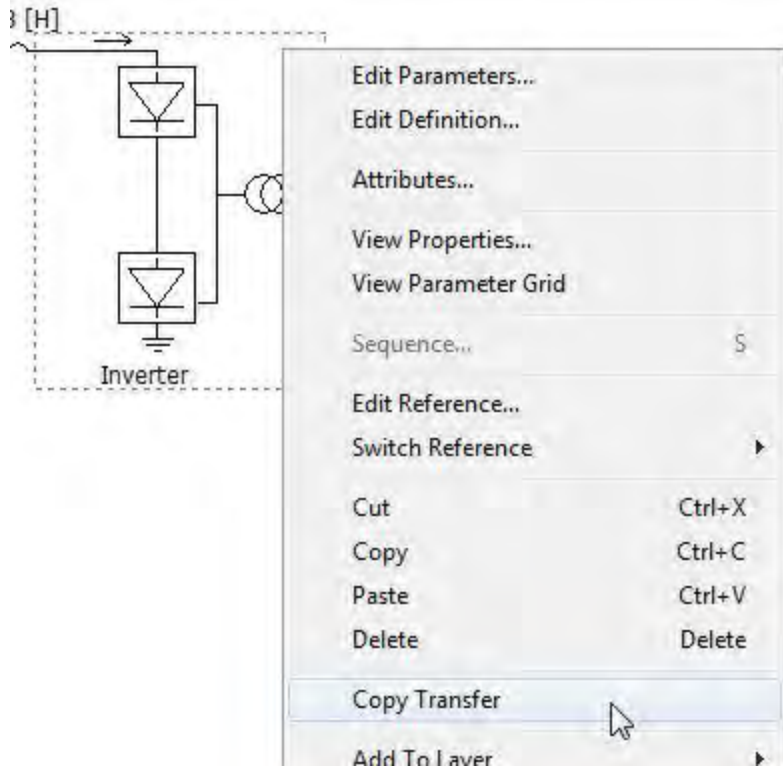 [H]
Edit Parameters...
Edit Definition...
Attributes...
View Properties...
View Parameter Grid
Sequence... S
Inverter
Edit Reference...
Switch Reference
Cut Ctrl+X
Copy Ctrl+C
Paste Ctrl+V
Delete Delete
Copy Transfer
Add To Layer